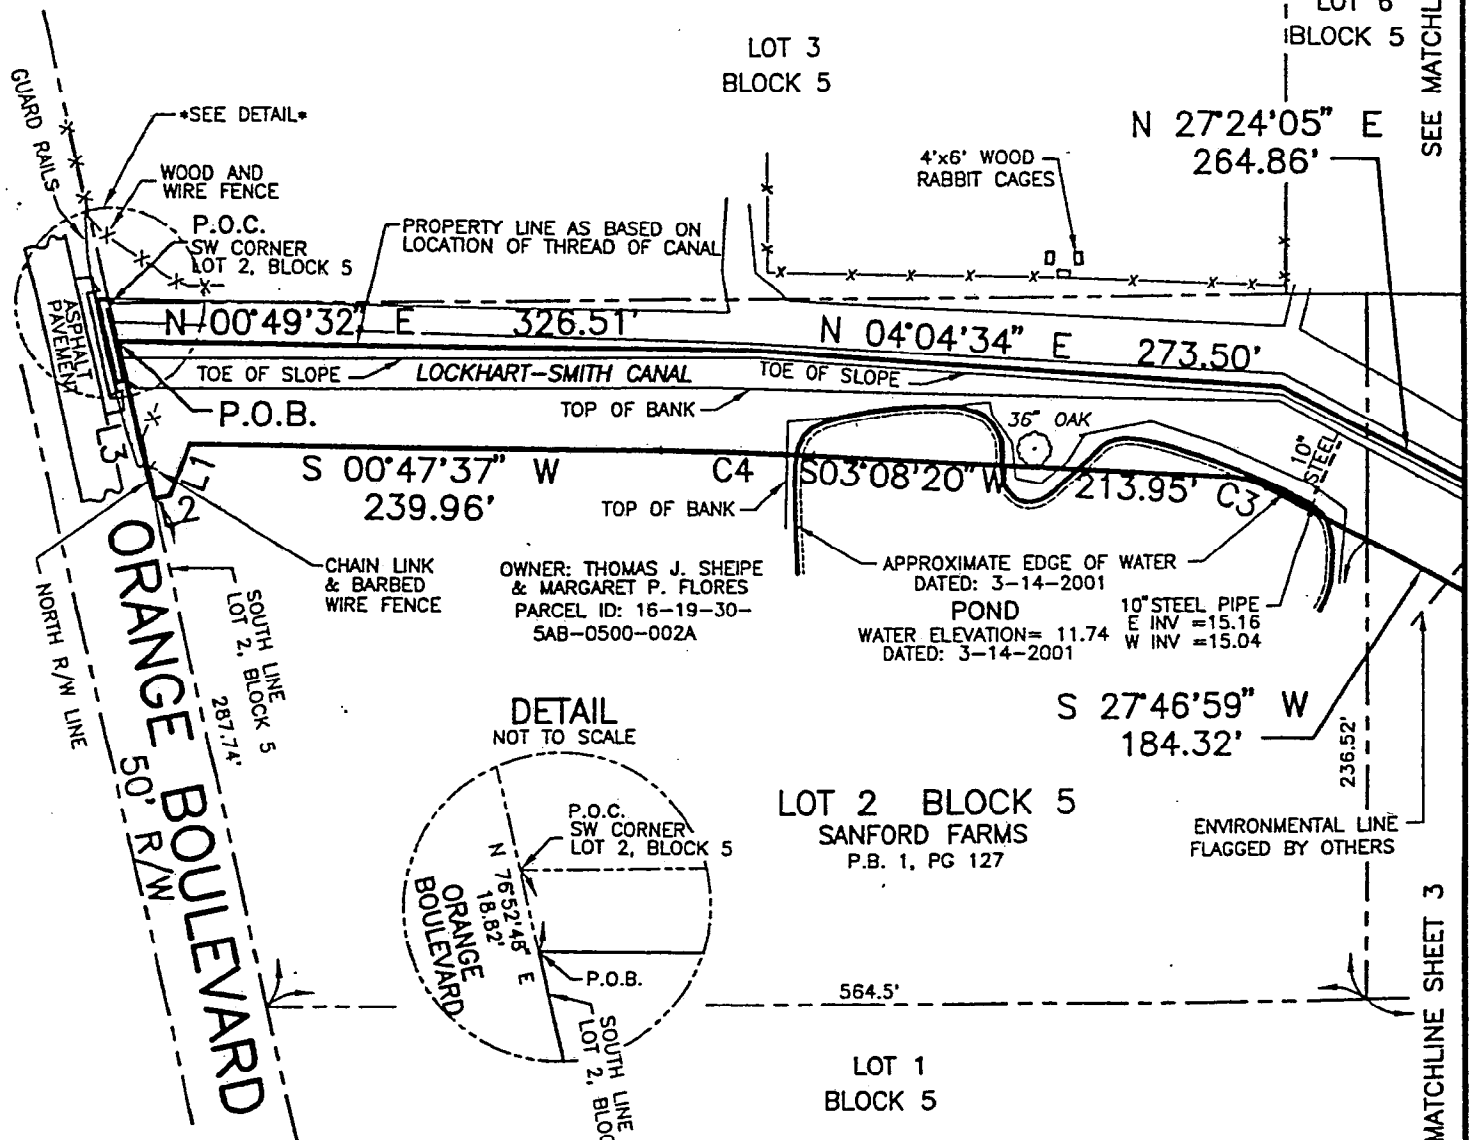 LOT 3
BLOCK 5
LOT 6
BLOCK 5
SEE MATCHL
GUARD RAILS
*SEE DETAIL*
WOOD AND
WIRE FENCE
P.O.C.
SW CORNER
LOT 2, BLOCK 5
PROPERTY LINE AS BASED ON
LOCATION OF THREAD OF CANAL
4'x6' WOOD
RABBIT CAGES
N 27°24'05" E
264.86'
ASPHALT
PAVEMENT
N 00°49'32" E 326.51'
N 04°04'34" E 273.50'
TOE OF SLOPE
LOCKHART-SMITH CANAL
TOE OF SLOPE
P.O.B.
TOP OF BANK
36" OAK
10"
STEEL
L3
L1
L2
S 00°47'37" W
239.96'
C4
S03°08'20"W
213.95'
C3
TOP OF BANK
CHAIN LINK
& BARBED
WIRE FENCE
OWNER: THOMAS J. SHEIPE
& MARGARET P. FLORES
PARCEL ID: 16-19-30-
5AB-0500-002A
APPROXIMATE EDGE OF WATER
DATED: 3-14-2001
POND
WATER ELEVATION= 11.74
DATED: 3-14-2001
10"STEEL PIPE
E INV =15.16
W INV =15.04
NORTH R/W LINE
ORANGE BOULEVARD
50' R/W
SOUTH LINE
LOT 2, BLOCK 5
287.74'
S 27°46'59" W
184.32'
236.52'
DETAIL
NOT TO SCALE
P.O.C.
SW CORNER
LOT 2, BLOCK 5
N 76°52'48" E
18.82'
ORANGE
BOULEVARD
P.O.B.
SOUTH LINE
LOT 2, BLOC
LOT 2 BLOCK 5
SANFORD FARMS
P.B. 1, PG 127
ENVIRONMENTAL LINE
FLAGGED BY OTHERS
564.5'
LOT 1
BLOCK 5
MATCHLINE SHEET 3